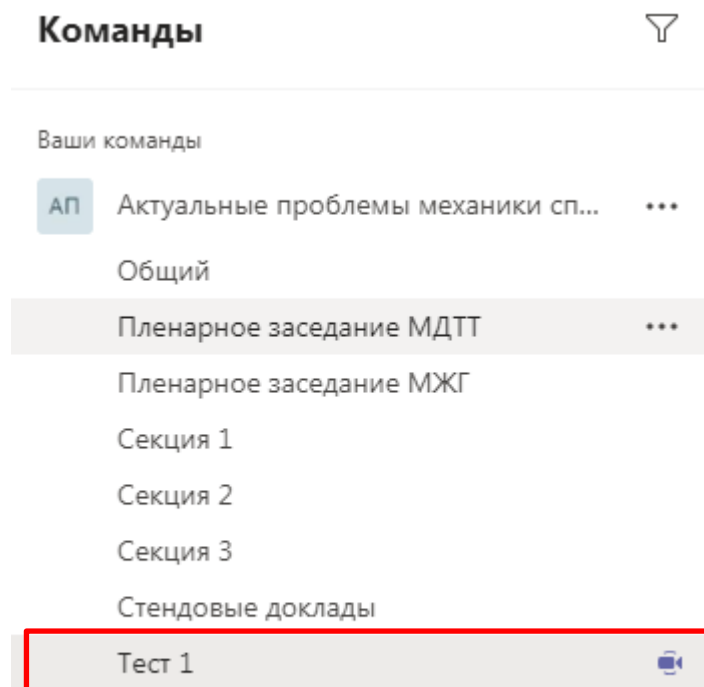 Команды
Ваши команды
АП Актуальные проблемы механики сп...
Общий
Пленарное заседание МДТТ
Пленарное заседание МЖГ
Секция 1
Секция 2
Секция 3
Стендовые доклады
Тест 1